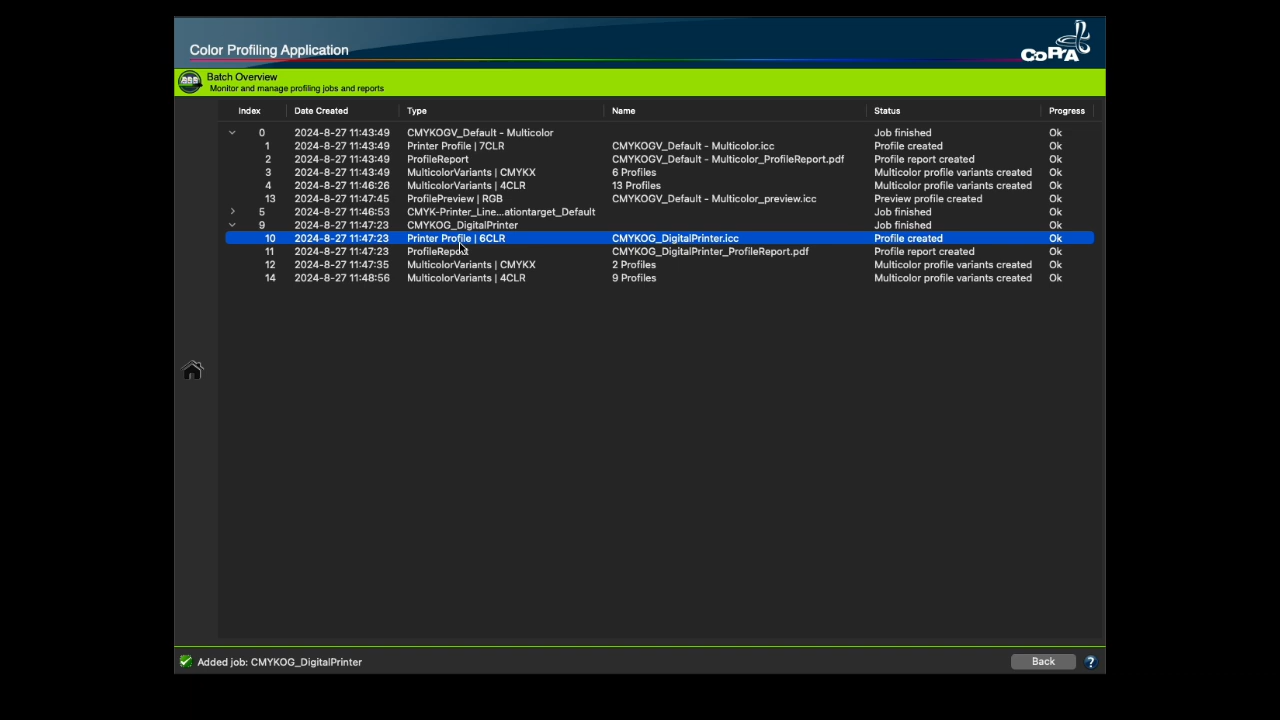 Color Profiling Application
CoPrA
Batch Overview
Monitor and manage profiling jobs and reports
Index Date Created Type Name Status Progress
0 2024-8-27 11:43:49 CMYKOGV_Default - Multicolor Job finished Ok
1 2024-8-27 11:43:49 Printer Profile | 7CLR CMYKOGV_Default - Multicolor.icc Profile created Ok
2 2024-8-27 11:43:49 ProfileReport CMYKOGV_Default - Multicolor_ProfileReport.pdf Profile report created Ok
3 2024-8-27 11:43:49 MulticolorVariants | CMYKX 6 Profiles Multicolor profile variants created Ok
4 2024-8-27 11:46:26 MulticolorVariants | 4CLR 13 Profiles Multicolor profile variants created Ok
13 2024-8-27 11:47:45 ProfilePreview | RGB CMYKOGV_Default - Multicolor_preview.icc Preview profile created Ok
5 2024-8-27 11:46:53 CMYK-Printer_Line...ationtarget_Default Job finished Ok
9 2024-8-27 11:47:23 CMYKOG_DigitalPrinter Job finished Ok
10 2024-8-27 11:47:23 Printer Profile | 6CLR CMYKOG_DigitalPrinter.icc Profile created Ok
11 2024-8-27 11:47:23 ProfileReport CMYKOG_DigitalPrinter_ProfileReport.pdf Profile report created Ok
12 2024-8-27 11:47:35 MulticolorVariants | CMYKX 2 Profiles Multicolor profile variants created Ok
14 2024-8-27 11:48:56 MulticolorVariants | 4CLR 9 Profiles Multicolor profile variants created Ok
Added job: CMYKOG_DigitalPrinter
Back ?